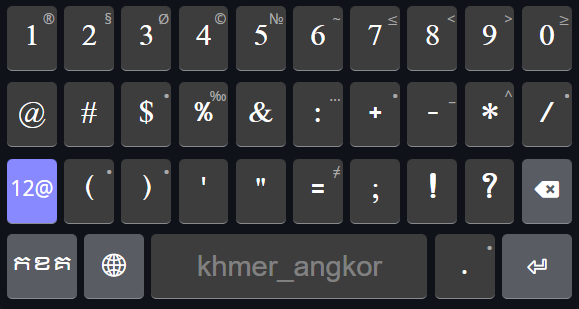 1 ® 2 § 3 Ø 4 © 5 № 6 ~ 7 ≤ 8 < 9 > 0 ≥
@ # $ • % ‰ & : … + • - _ * ^ / •
12@ ( • ) • ' " = ≠ ; ! ?
កខគ khmer_angkor . •